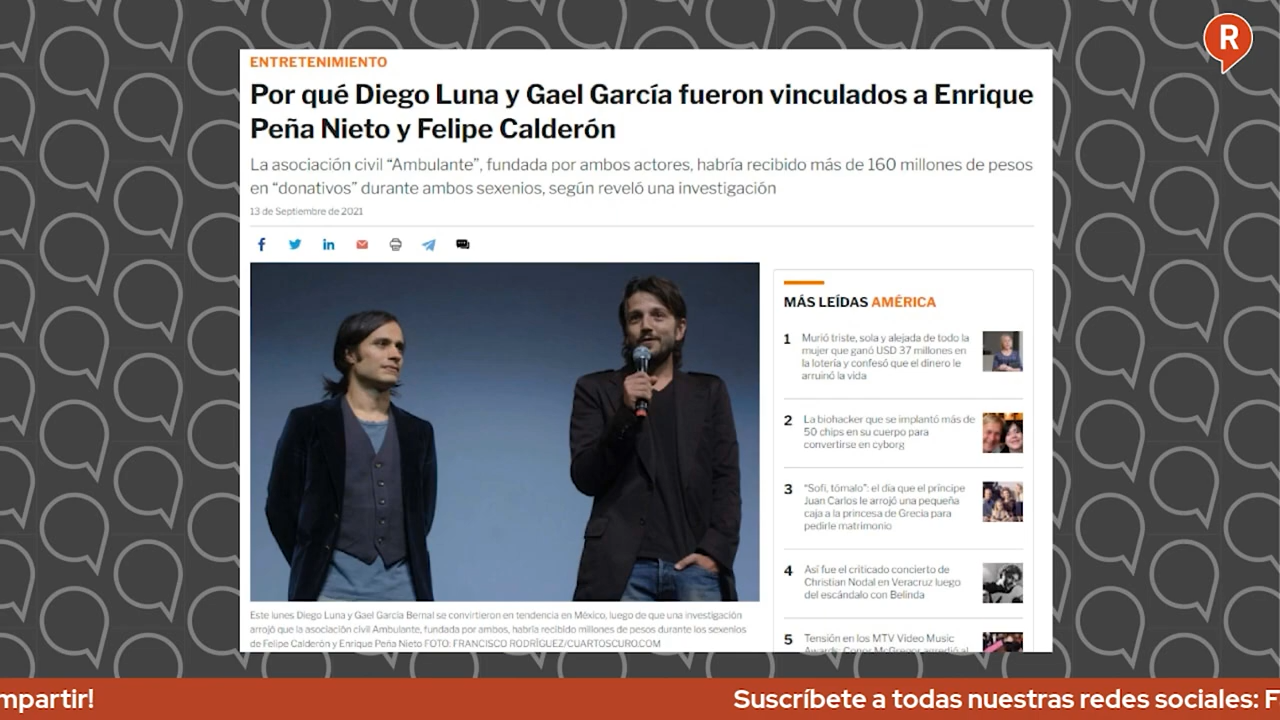 R
ENTRETENIMIENTO
Por qué Diego Luna y Gael García fueron vinculados a Enrique
Peña Nieto y Felipe Calderón
La asociación civil “Ambulante”, fundada por ambos actores, habría recibido más de 160 millones de pesos
en “donativos” durante ambos sexenios, según reveló una investigación
13 de Septiembre de 2021
Este lunes Diego Luna y Gael García Bernal se convirtieron en tendencia en México, luego de que una investigación
arrojó que la asociación civil Ambulante, fundada por ambos, habría recibido millones de pesos durante los sexenios
de Felipe Calderón y Enrique Peña Nieto FOTO: FRANCISCO RODRÍGUEZ/CUARTOSCURO.COM
MÁS LEÍDAS AMÉRICA
1 Murió triste, sola y alejada de todo la
mujer que ganó USD 37 millones en
la lotería y confesó que el dinero le
arruinó la vida
2 La biohacker que se implantó más de
50 chips en su cuerpo para
convertirse en cyborg
3 “Sofi, tómalo”: el día que el príncipe
Juan Carlos le arrojó una pequeña
caja a la princesa de Grecia para
pedirle matrimonio
4 Así fue el criticado concierto de
Christian Nodal en Veracruz luego
del escándalo con Belinda
5 Tensión en los MTV Video Music
Awards: Conor McGregor agredió al
mpartir!
Suscríbete a todas nuestras redes sociales: F